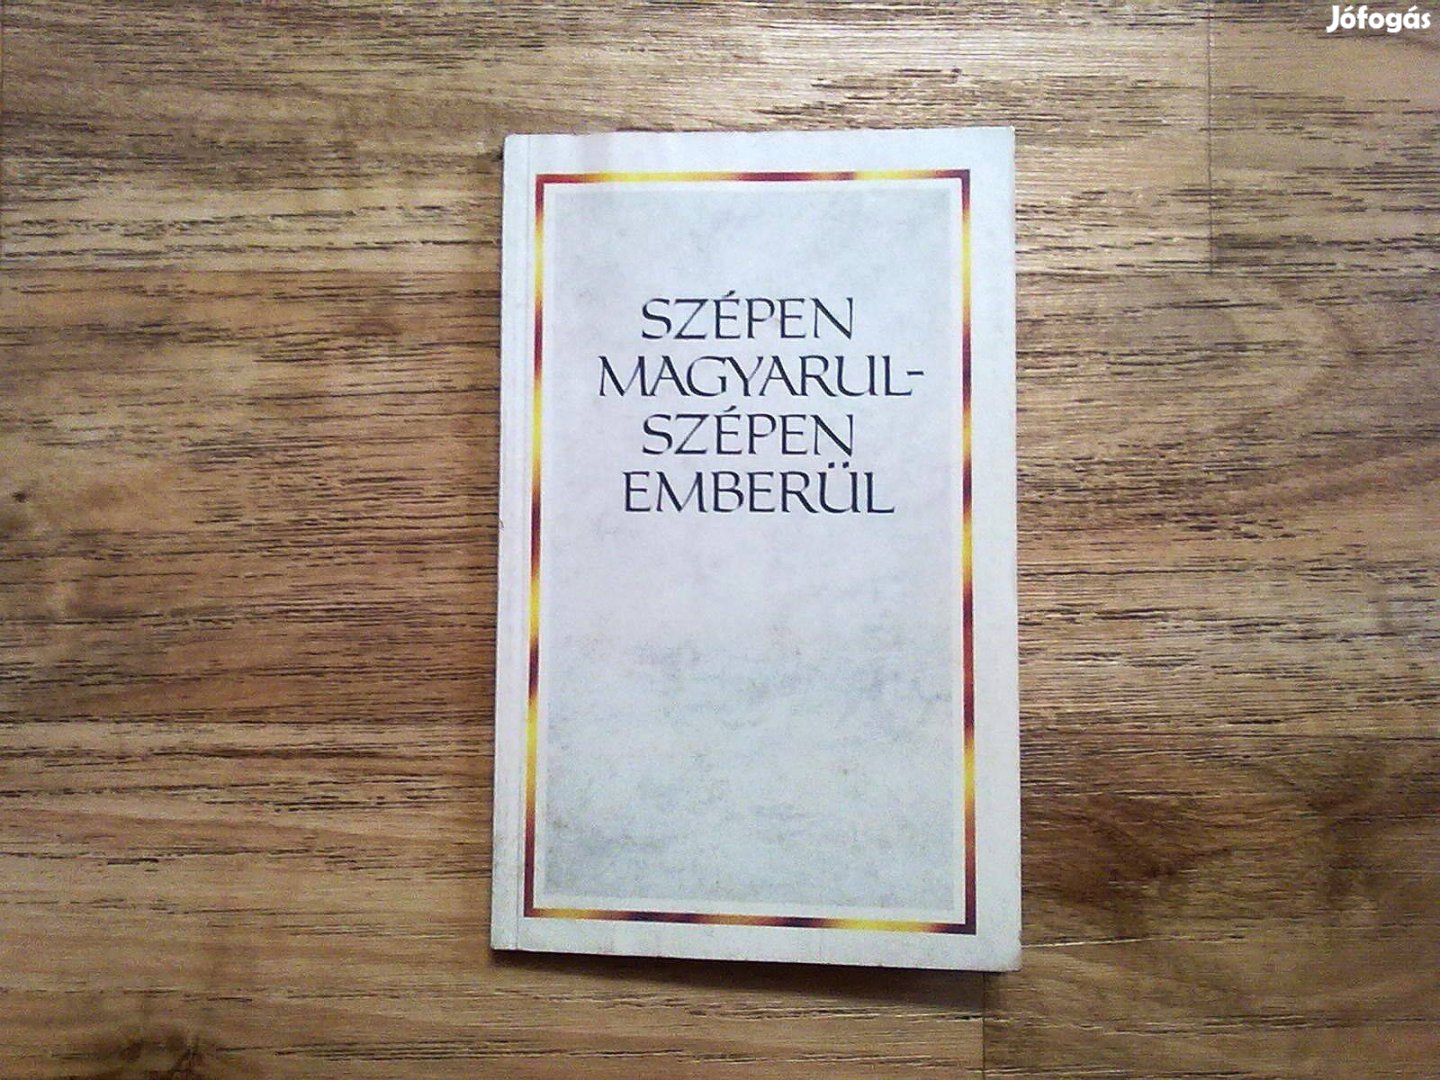 Jófogás
SZÉPEN
MAGYARUL-
SZÉPEN
EMBERÜL